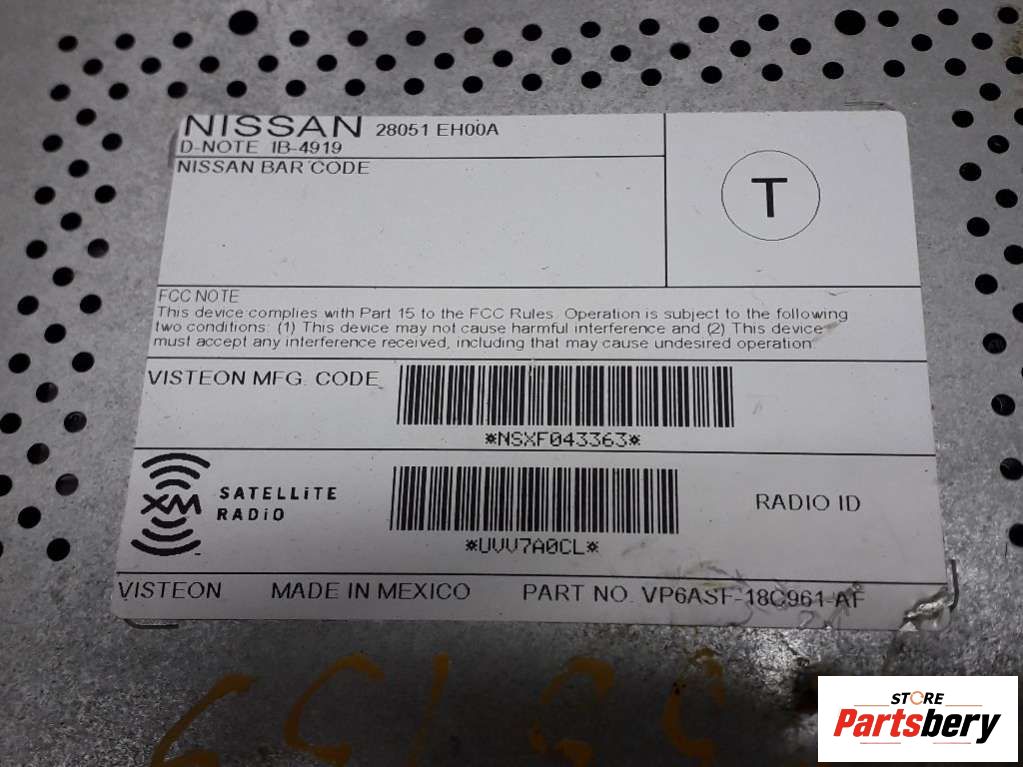 NISSAN 28051 EH00A
D-NOTE 1B-4919
NISSAN BAR CODE
T
FCC NOTE
This device complies with Part 15 to the FCC Rules. Operation is subject to the following
two conditions: (1) This device may not cause harmful interference and (2) This device
must accept any interference received, including that may cause undesired operation
VISTEON MFG. CODE
*NSXF043363*
XM SATELLiTE
RADiO
*UVV7A0CL*
RADIO ID
VISTEON MADE IN MEXICO PART NO. VP6ASF-18C961-AF
STORE
Partsbery